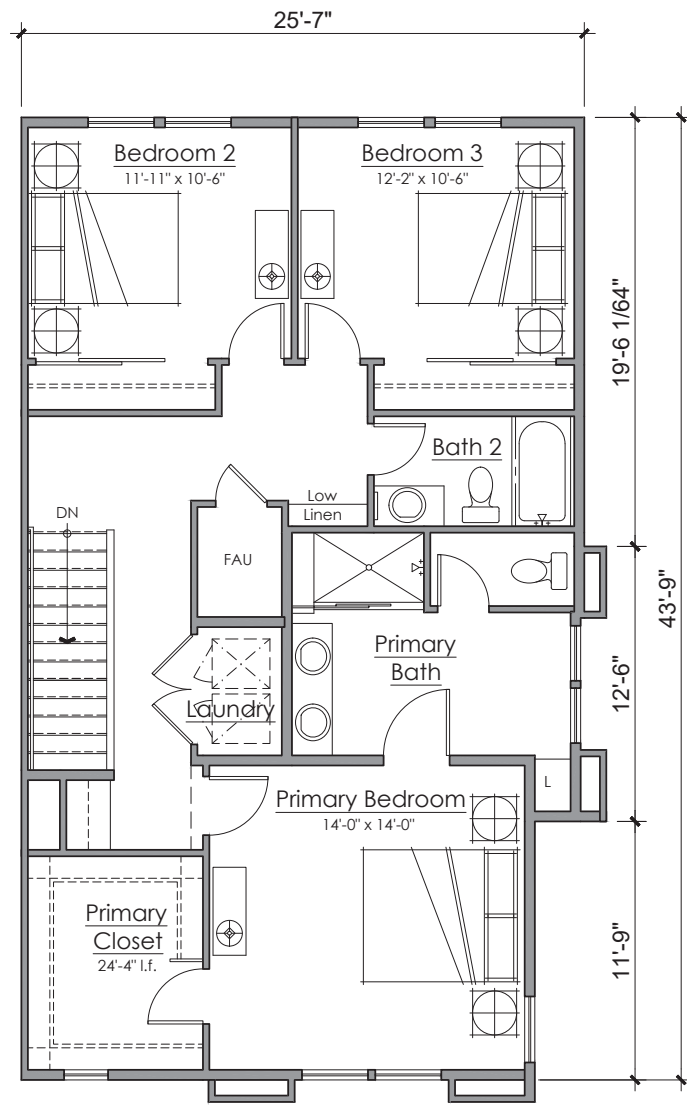 25'-7"
Bedroom 2
11'-11" x 10'-6"
Bedroom 3
12'-2" x 10'-6"
19'-6 1/64"
Bath 2
Low
Linen
DN
FAU
43'-9"
Primary
Bath
12'-6"
Laundry
L
Primary Bedroom
14'-0" x 14'-0"
Primary
Closet
24'-4" l.f.
11'-9"